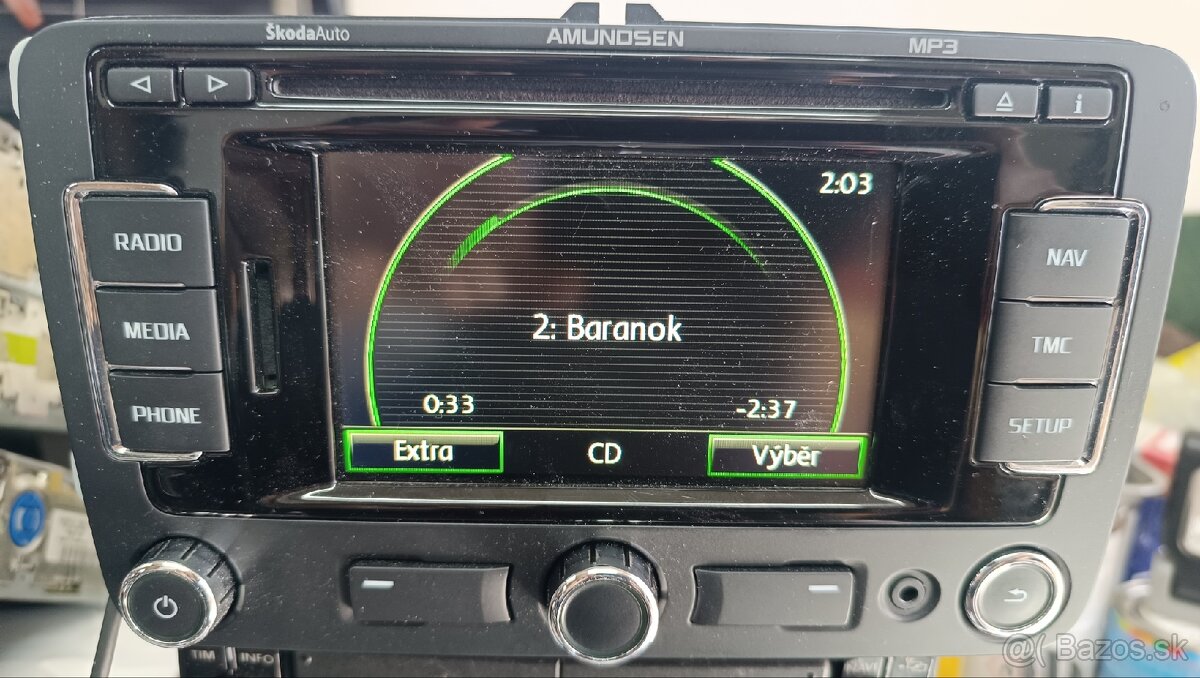 ŠkodaAuto
AMUNDSEN
MP3
i
RADIO
MEDIA
PHONE
NAV
TMC
SETUP
2:03
2: Baranok
0:33
-2:37
Extra
CD
Výběr
TIM
INFO
NAVI
@( Bazos.sk